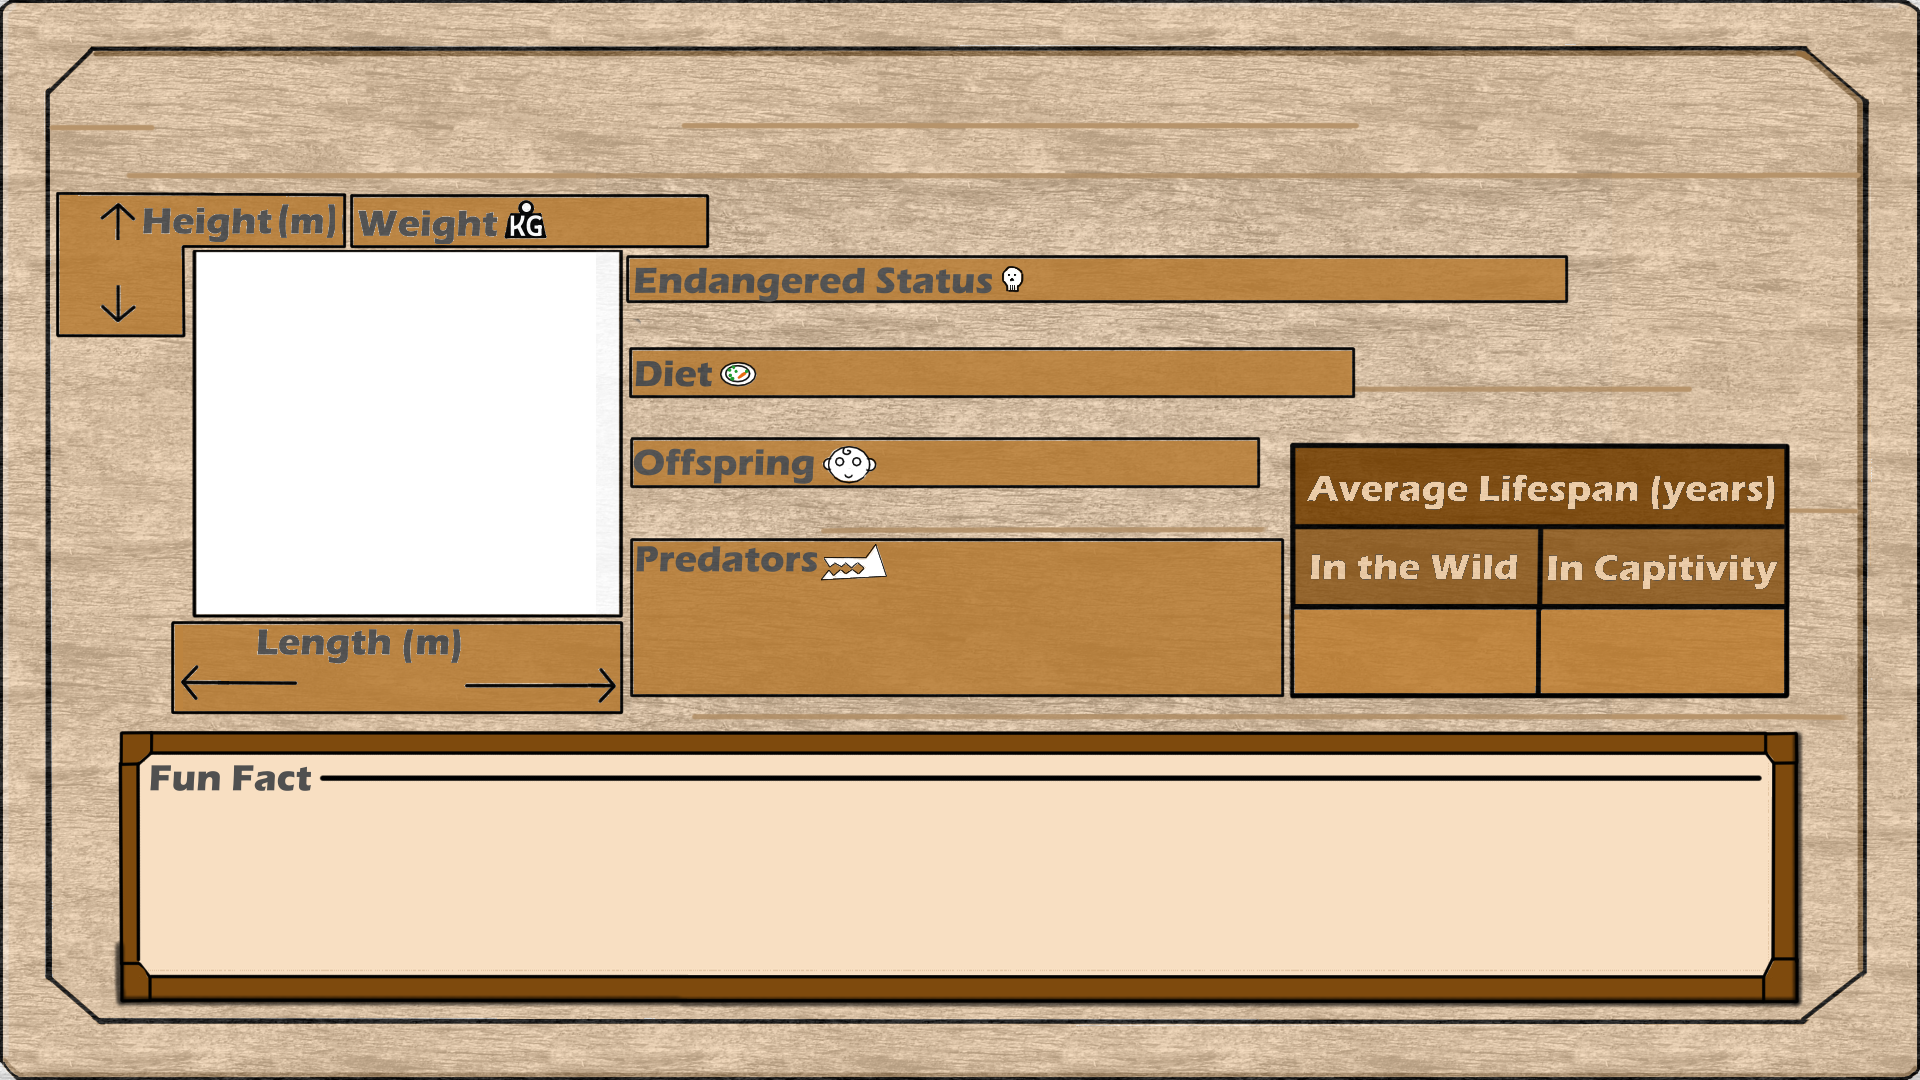 Height (m)
Weight KG
Endangered Status
Diet
Offspring
Predators
Average Lifespan (years)
In the Wild
In Capitivity
Length (m)
Fun Fact